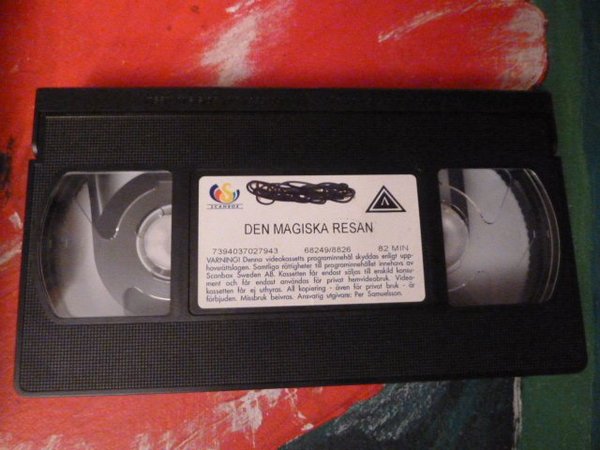 SCANBOX
DEN MAGISKA RESAN
7394037027943 68249/8826 82 MIN
VARNING! Denna videokassetts programinnehål skyddas enligt upp-
hovsrättslagen. Samtliga rättigheter till programinnehållet innehavs av
Scanbox Sweden AB. Kassetten får endast säljas till enskild konsu-
ment och får endast användas för privat hemvideobruk. Video-
kassetten får ej uthyras. All kopiering - även för privat bruk - är
förbjuden. Missbruk beivras. Ansvarig utgivare: Per Samuelsson.